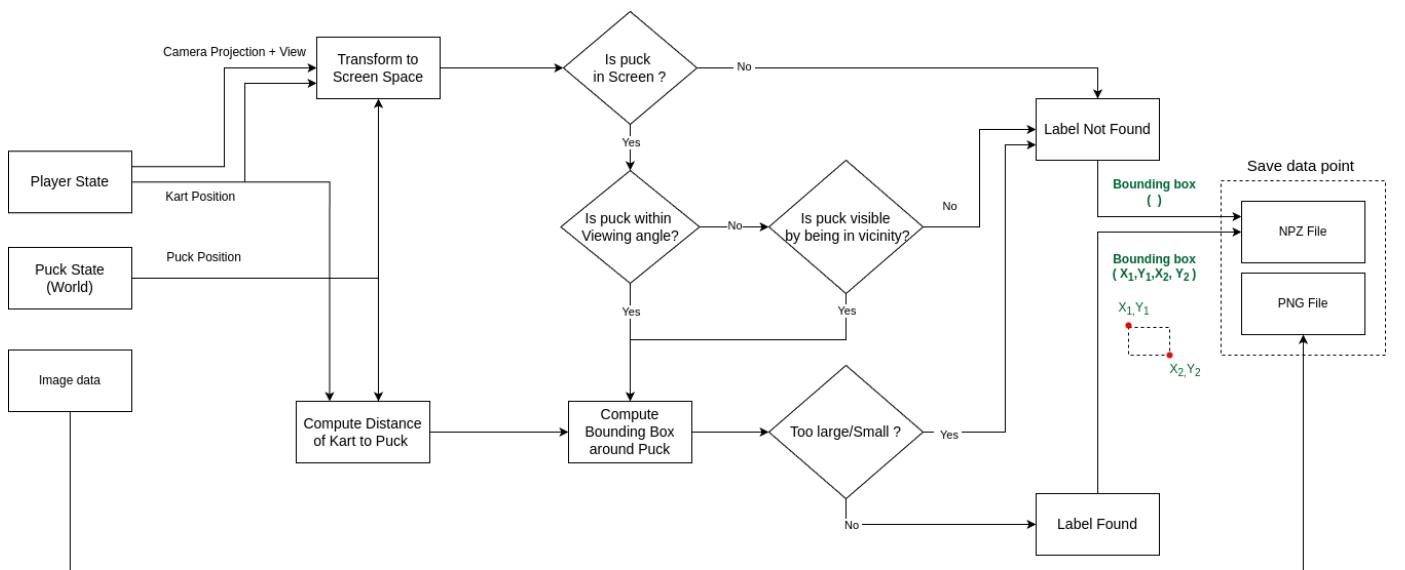 Camera Projection + View
Transform to
Screen Space
Is puck
in Screen ?
No
Label Not Found
Yes
Player State
Kart Position
Is puck within
Viewing angle?
No
Is puck visible
by being in vicinity?
No
Bounding box
( )
Save data point
NPZ File
Puck State
(World)
Puck Position
Bounding box
( X1,Y1,X2, Y2 )
PNG File
Yes
Yes
X1,Y1
X2,Y2
Image data
Compute Distance
of Kart to Puck
Compute
Bounding Box
around Puck
Too large/Small ?
Yes
No
Label Found